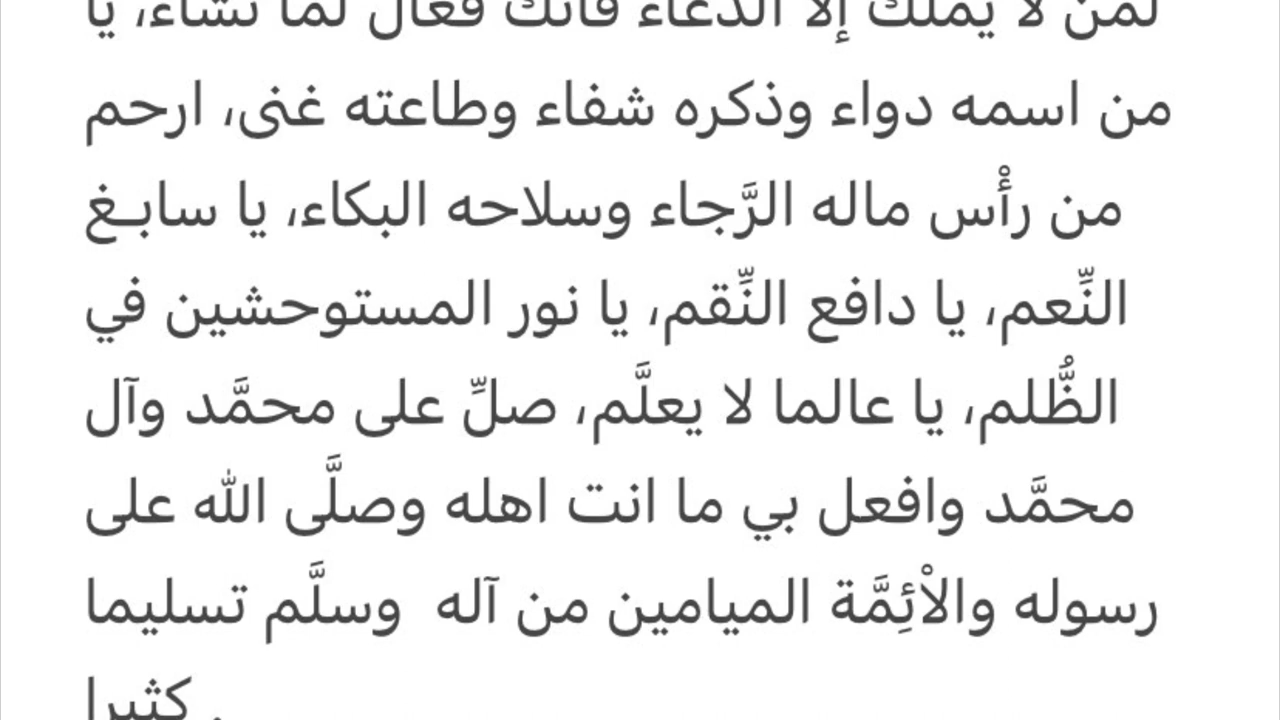 لمن لا يملك إلا الدعاء فانك فعال لما تشاء، يا
من اسمه دواء وذكره شفاء وطاعته غنى، ارحم
من رأْس ماله الرَّجاء وسلاحه البكاء، يا سابـغ
النِّعم، يا دافع النِّقم، يا نور المستوحشين في
الظُّلم، يا عالما لا يعلَّم، صلِّ على محمَّد وآل
محمَّد وافعل بي ما انت اهله وصلَّى الله على
رسوله والاْئِمَّة الميامين من آله  وسلَّم تسليما
كثيرا .